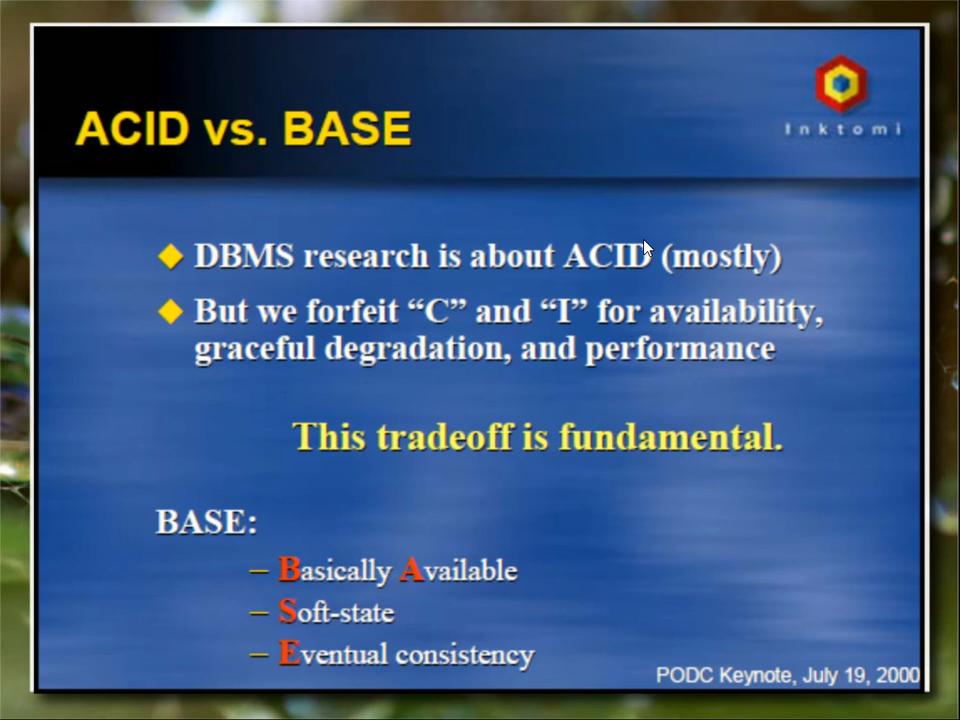 Inktomi
ACID vs. BASE
◆ DBMS research is about ACID (mostly)
◆ But we forfeit “C” and “I” for availability,
graceful degradation, and performance
This tradeoff is fundamental.
BASE:
– Basically Available
– Soft-state
– Eventual consistency
PODC Keynote, July 19, 2000